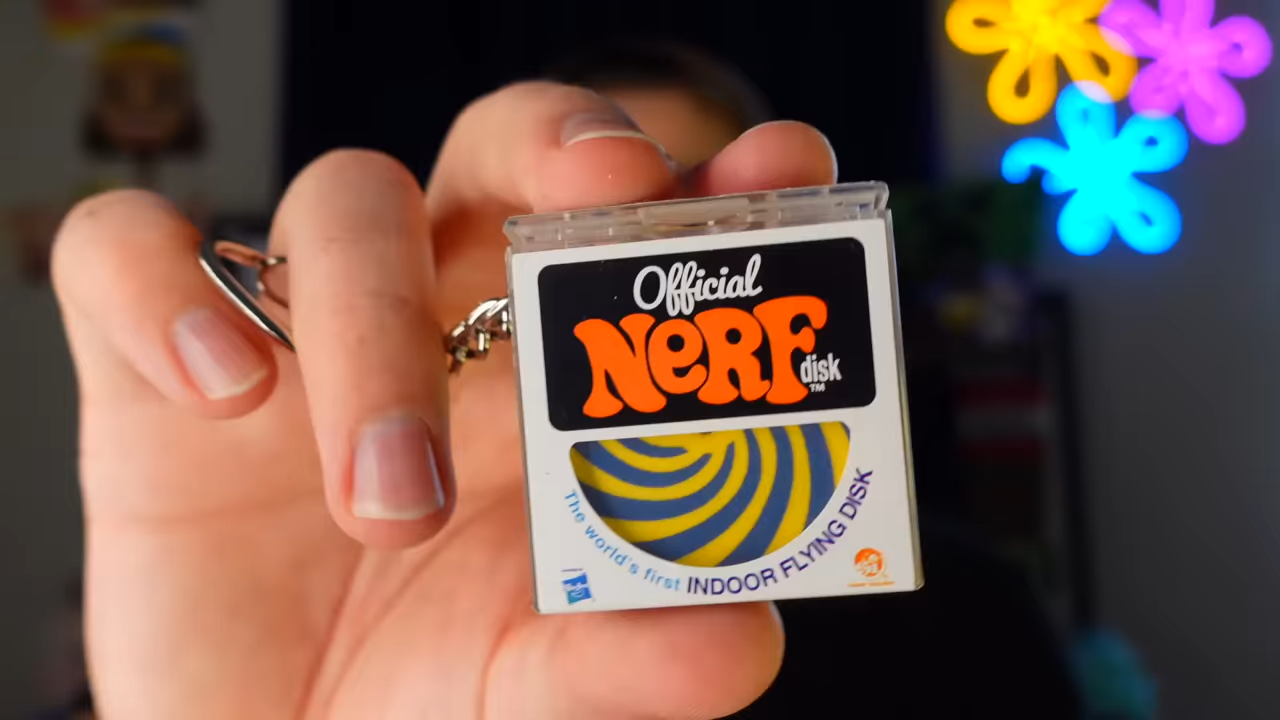 Official
NeRF
disk
TM
The world's first INDOOR FLYING DISK